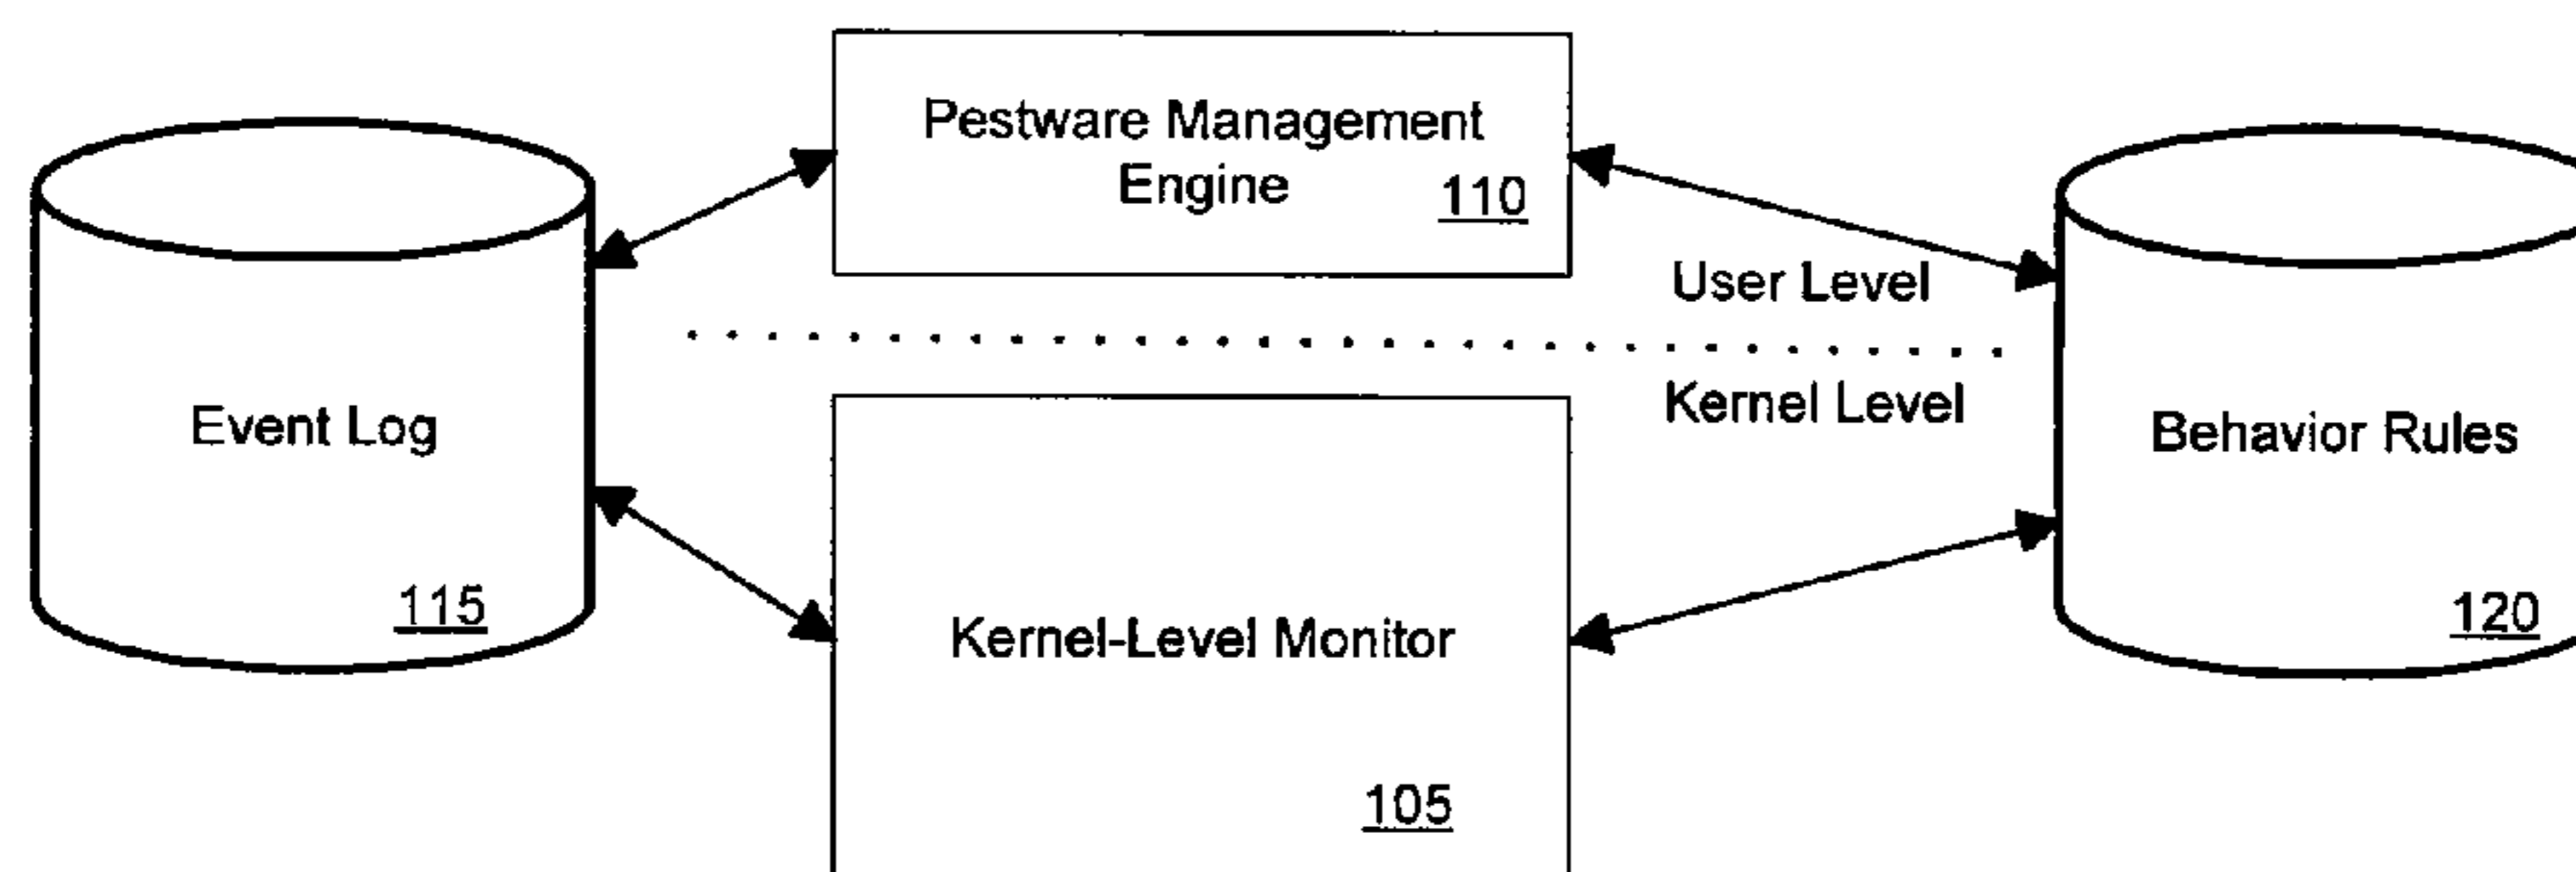 Pestware Management
Engine
110
User Level
Kernel Level
Event Log
115
Behavior Rules
120
Kernel-Level Monitor
105